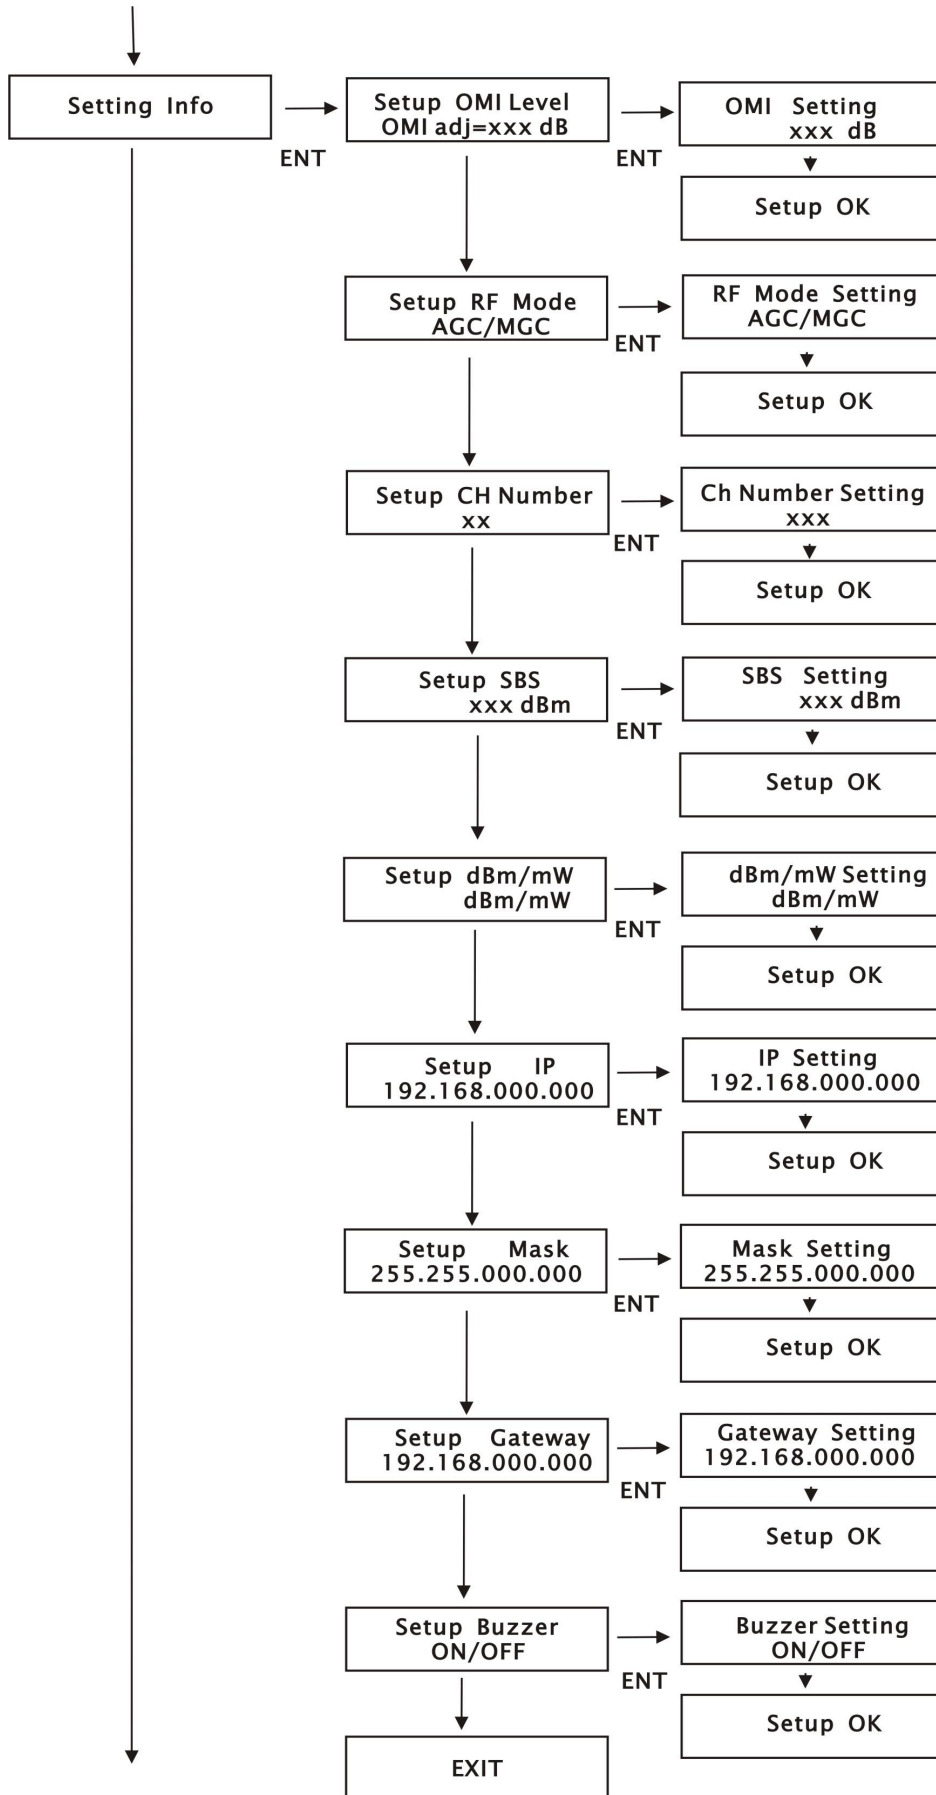 Setting Info
ENT
Setup OMI Level
OMI adj=xxx dB
ENT
OMI Setting
xxx dB
Setup OK
Setup RF Mode
AGC/MGC
ENT
RF Mode Setting
AGC/MGC
Setup OK
Setup CH Number
xx
ENT
Ch Number Setting
xxx
Setup OK
Setup SBS
xxx dBm
ENT
SBS Setting
xxx dBm
Setup OK
Setup dBm/mW
dBm/mW
ENT
dBm/mW Setting
dBm/mW
Setup OK
Setup IP
192.168.000.000
ENT
IP Setting
192.168.000.000
Setup OK
Setup Mask
255.255.000.000
ENT
Mask Setting
255.255.000.000
Setup OK
Setup Gateway
192.168.000.000
ENT
Gateway Setting
192.168.000.000
Setup OK
Setup Buzzer
ON/OFF
ENT
Buzzer Setting
ON/OFF
Setup OK
EXIT